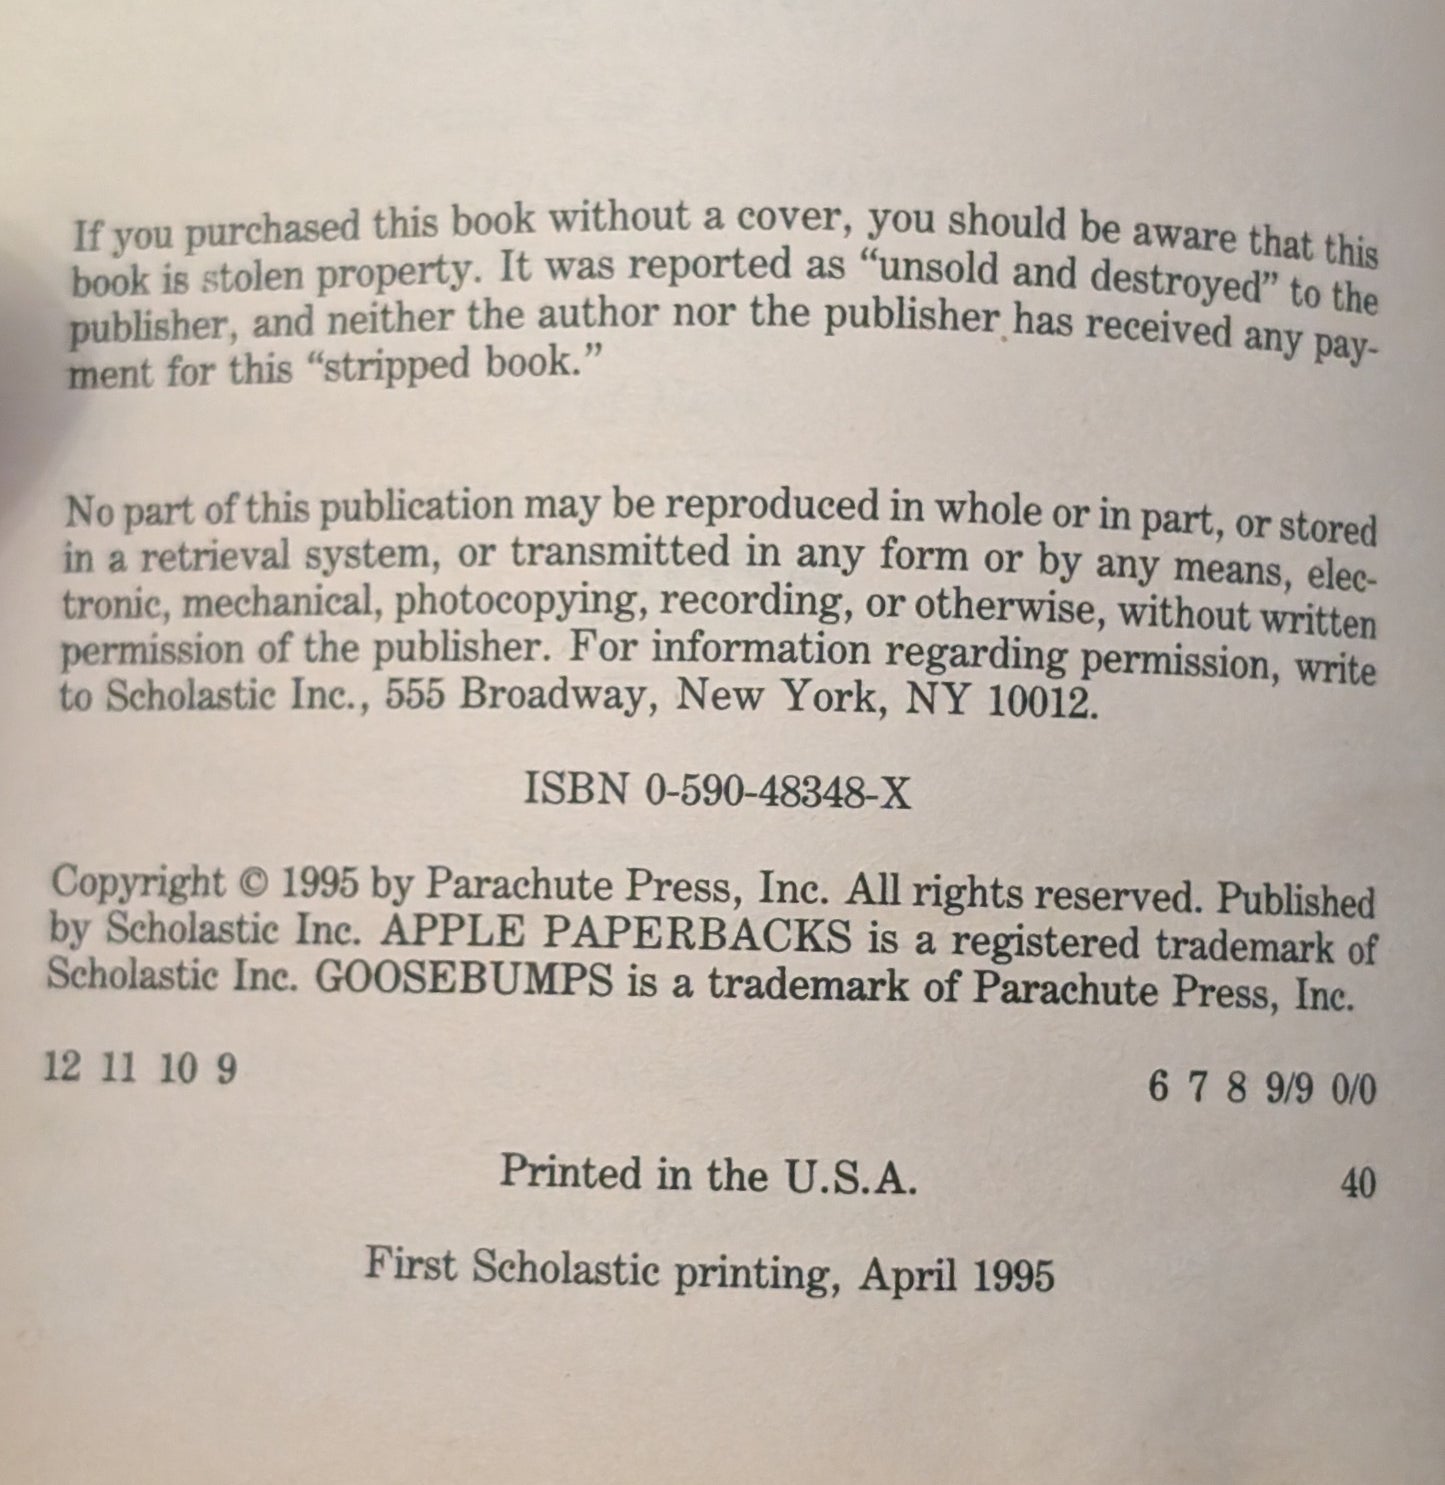 If you purchased this book without a cover, you should be aware that this
book is stolen property. It was reported as “unsold and destroyed” to the
publisher, and neither the author nor the publisher has received any pay-
ment for this “stripped book.”
No part of this publication may be reproduced in whole or in part, or stored
in a retrieval system, or transmitted in any form or by any means, elec-
tronic, mechanical, photocopying, recording, or otherwise, without written
permission of the publisher. For information regarding permission, write
to Scholastic Inc., 555 Broadway, New York, NY 10012.
ISBN 0-590-48348-X
Copyright © 1995 by Parachute Press, Inc. All rights reserved. Published
by Scholastic Inc. APPLE PAPERBACKS is a registered trademark of
Scholastic Inc. GOOSEBUMPS is a trademark of Parachute Press, Inc.
12 11 10 9 6 7 8 9/9 0/0
Printed in the U.S.A. 40
First Scholastic printing, April 1995